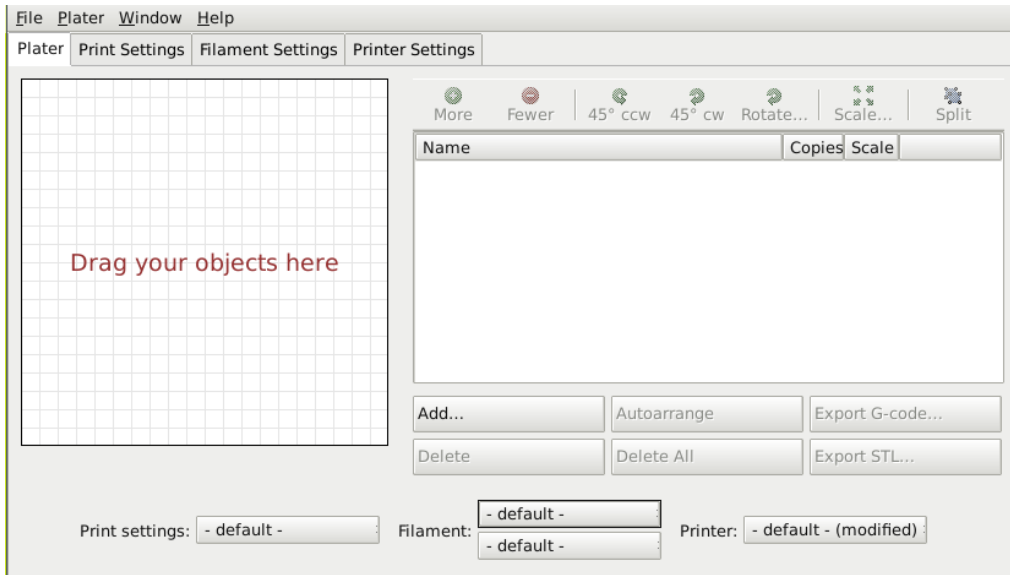 File Plater Window Help
Plater Print Settings Filament Settings Printer Settings
More Fewer 45° ccw 45° cw Rotate... Scale... Split
Name Copies Scale
Drag your objects here
Add... Autoarrange Export G-code...
Delete Delete All Export STL...
Print settings: - default - Filament: - default - Printer: - default - (modified)
- default -